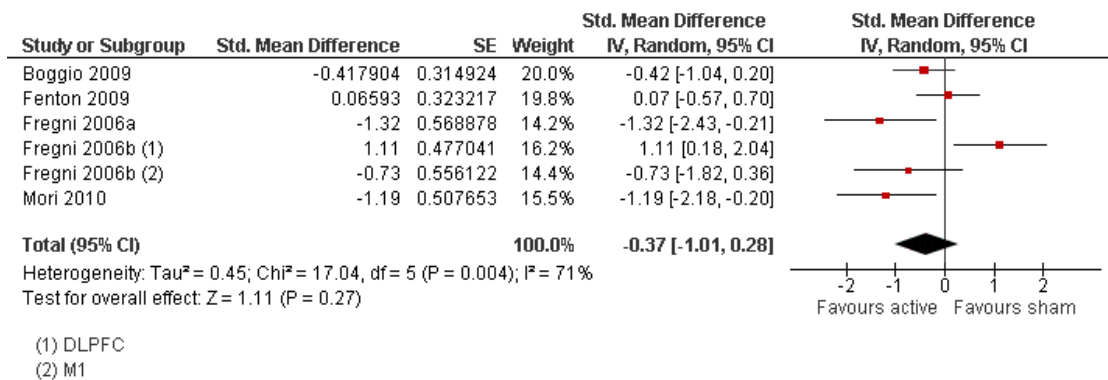 Std. Mean Difference Std. Mean Difference
Study or Subgroup Std. Mean Difference SE Weight IV, Random, 95% CI IV, Random, 95% CI
Boggio 2009 -0.417904 0.314924 20.0% -0.42 [-1.04, 0.20]
Fenton 2009 0.06593 0.323217 19.8% 0.07 [-0.57, 0.70]
Fregni 2006a -1.32 0.568878 14.2% -1.32 [-2.43, -0.21]
Fregni 2006b (1) 1.11 0.477041 16.2% 1.11 [0.18, 2.04]
Fregni 2006b (2) -0.73 0.556122 14.4% -0.73 [-1.82, 0.36]
Mori 2010 -1.19 0.507653 15.5% -1.19 [-2.18, -0.20]
Total (95% CI) 100.0% -0.37 [-1.01, 0.28]
Heterogeneity: Tau² = 0.45; Chi² = 17.04, df = 5 (P = 0.004); I² = 71%
Test for overall effect: Z = 1.11 (P = 0.27)
-2 -1 0 1 2
Favours active Favours sham
(1) DLPFC
(2) M1